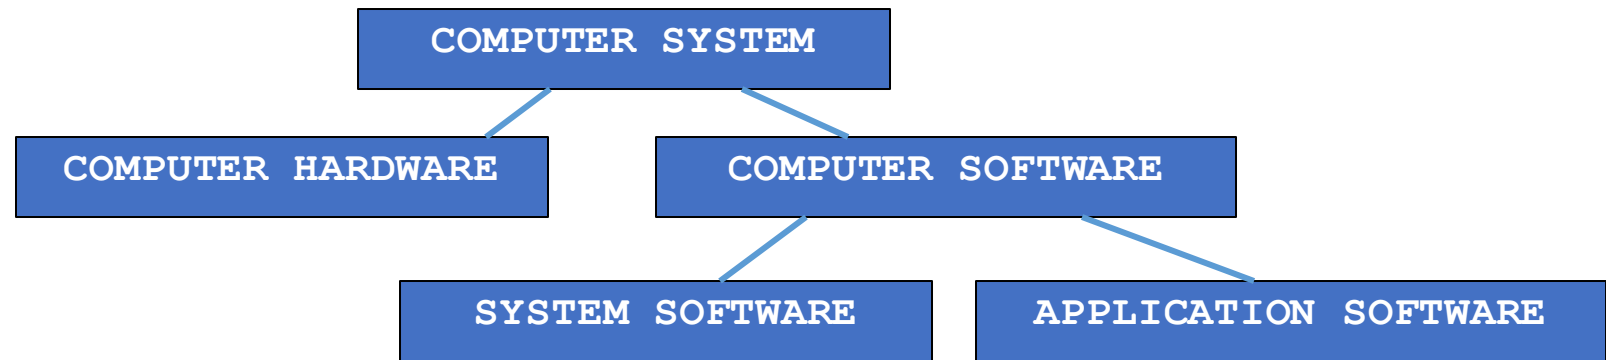 COMPUTER SYSTEM
COMPUTER HARDWARE
COMPUTER SOFTWARE
SYSTEM SOFTWARE
APPLICATION SOFTWARE